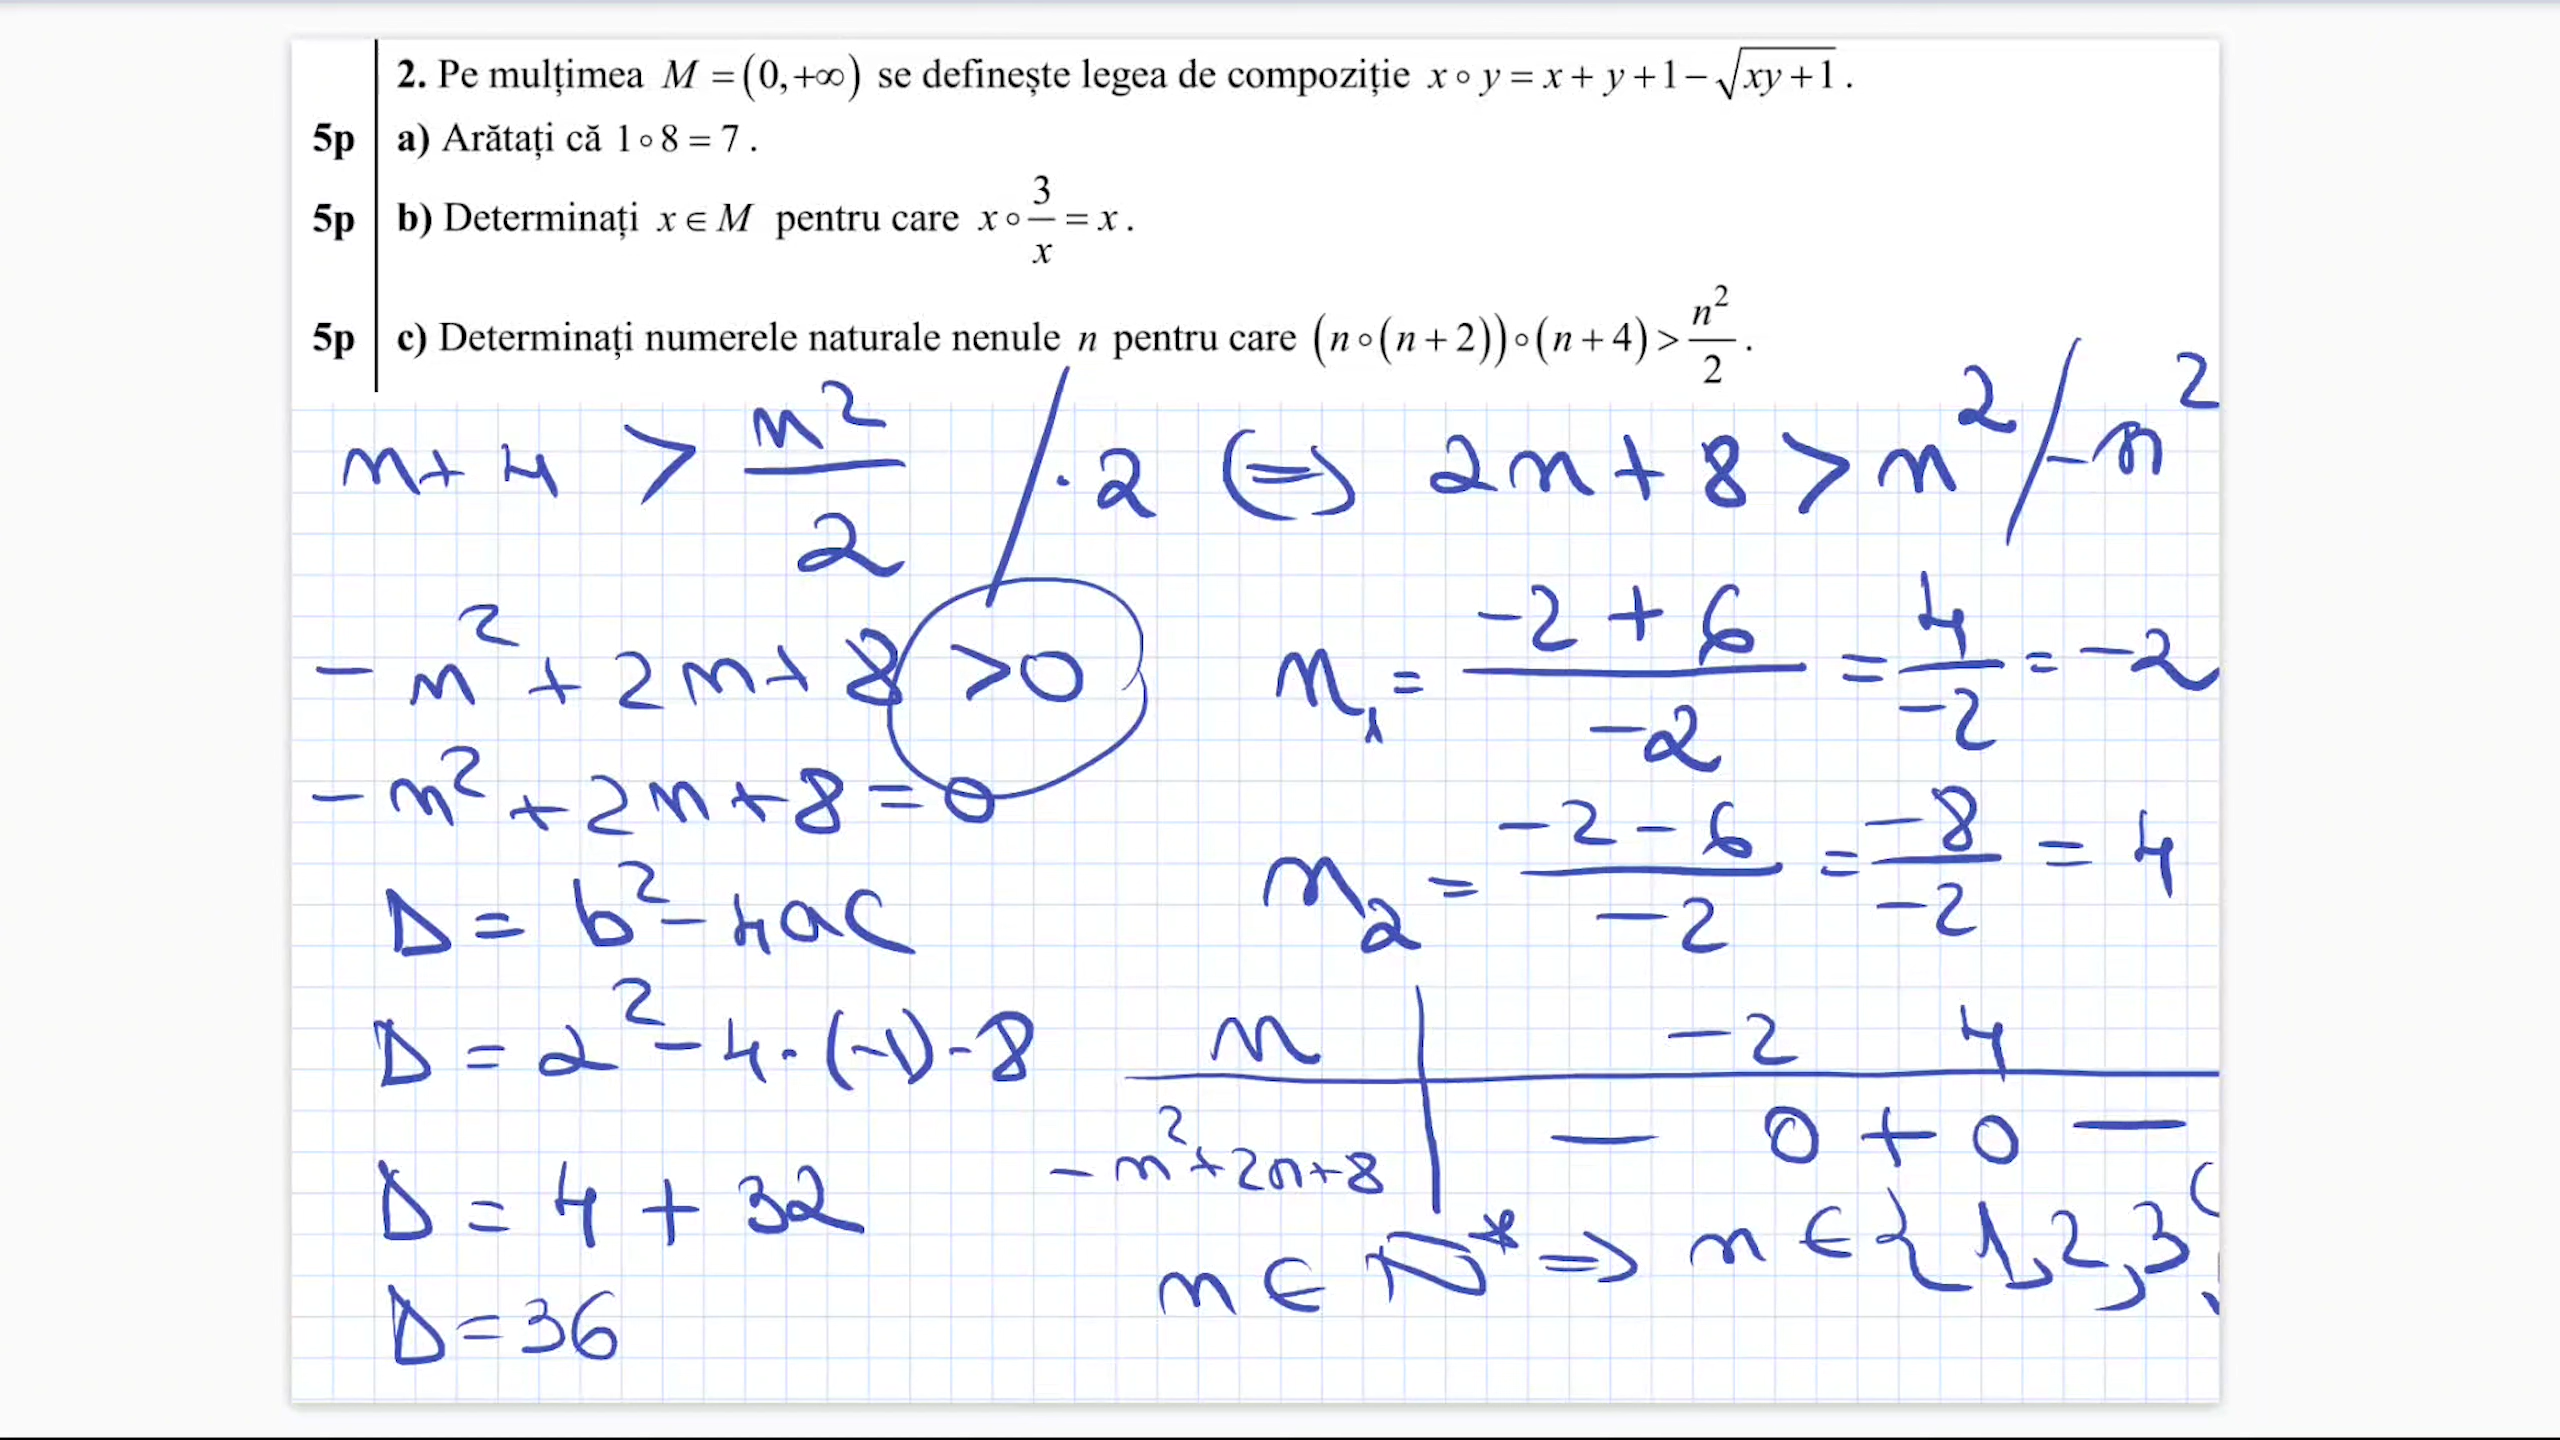 2. Pe mulțimea M = (0,+∞) se definește legea de compoziție x∘y = x + y + 1 − √(xy+1) .
5p a) Arătați că 1∘8 = 7 .
5p b) Determinați x ∈ M pentru care x∘3/x = x .
5p c) Determinați numerele naturale nenule n pentru care (n∘(n+2))∘(n+4) > n²/2 .
n + 4 > n²/2 / · 2 (=) 2n + 8 > n² / −n²
− n² + 2n + 8 > 0
n₁ = −2 + 6 / −2 = 4 / −2 = −2
− n² + 2n + 8 = 0
n₂ = −2 − 6 / −2 = −8 / −2 = 4
Δ = b² − 4ac
Δ = 2² − 4 · (−1) · 8
n | −2 4
− n² + 2n + 8 | − 0 + 0 −
Δ = 4 + 32
n ∈ ℕ* => n ∈ {1, 2, 3}
Δ = 36